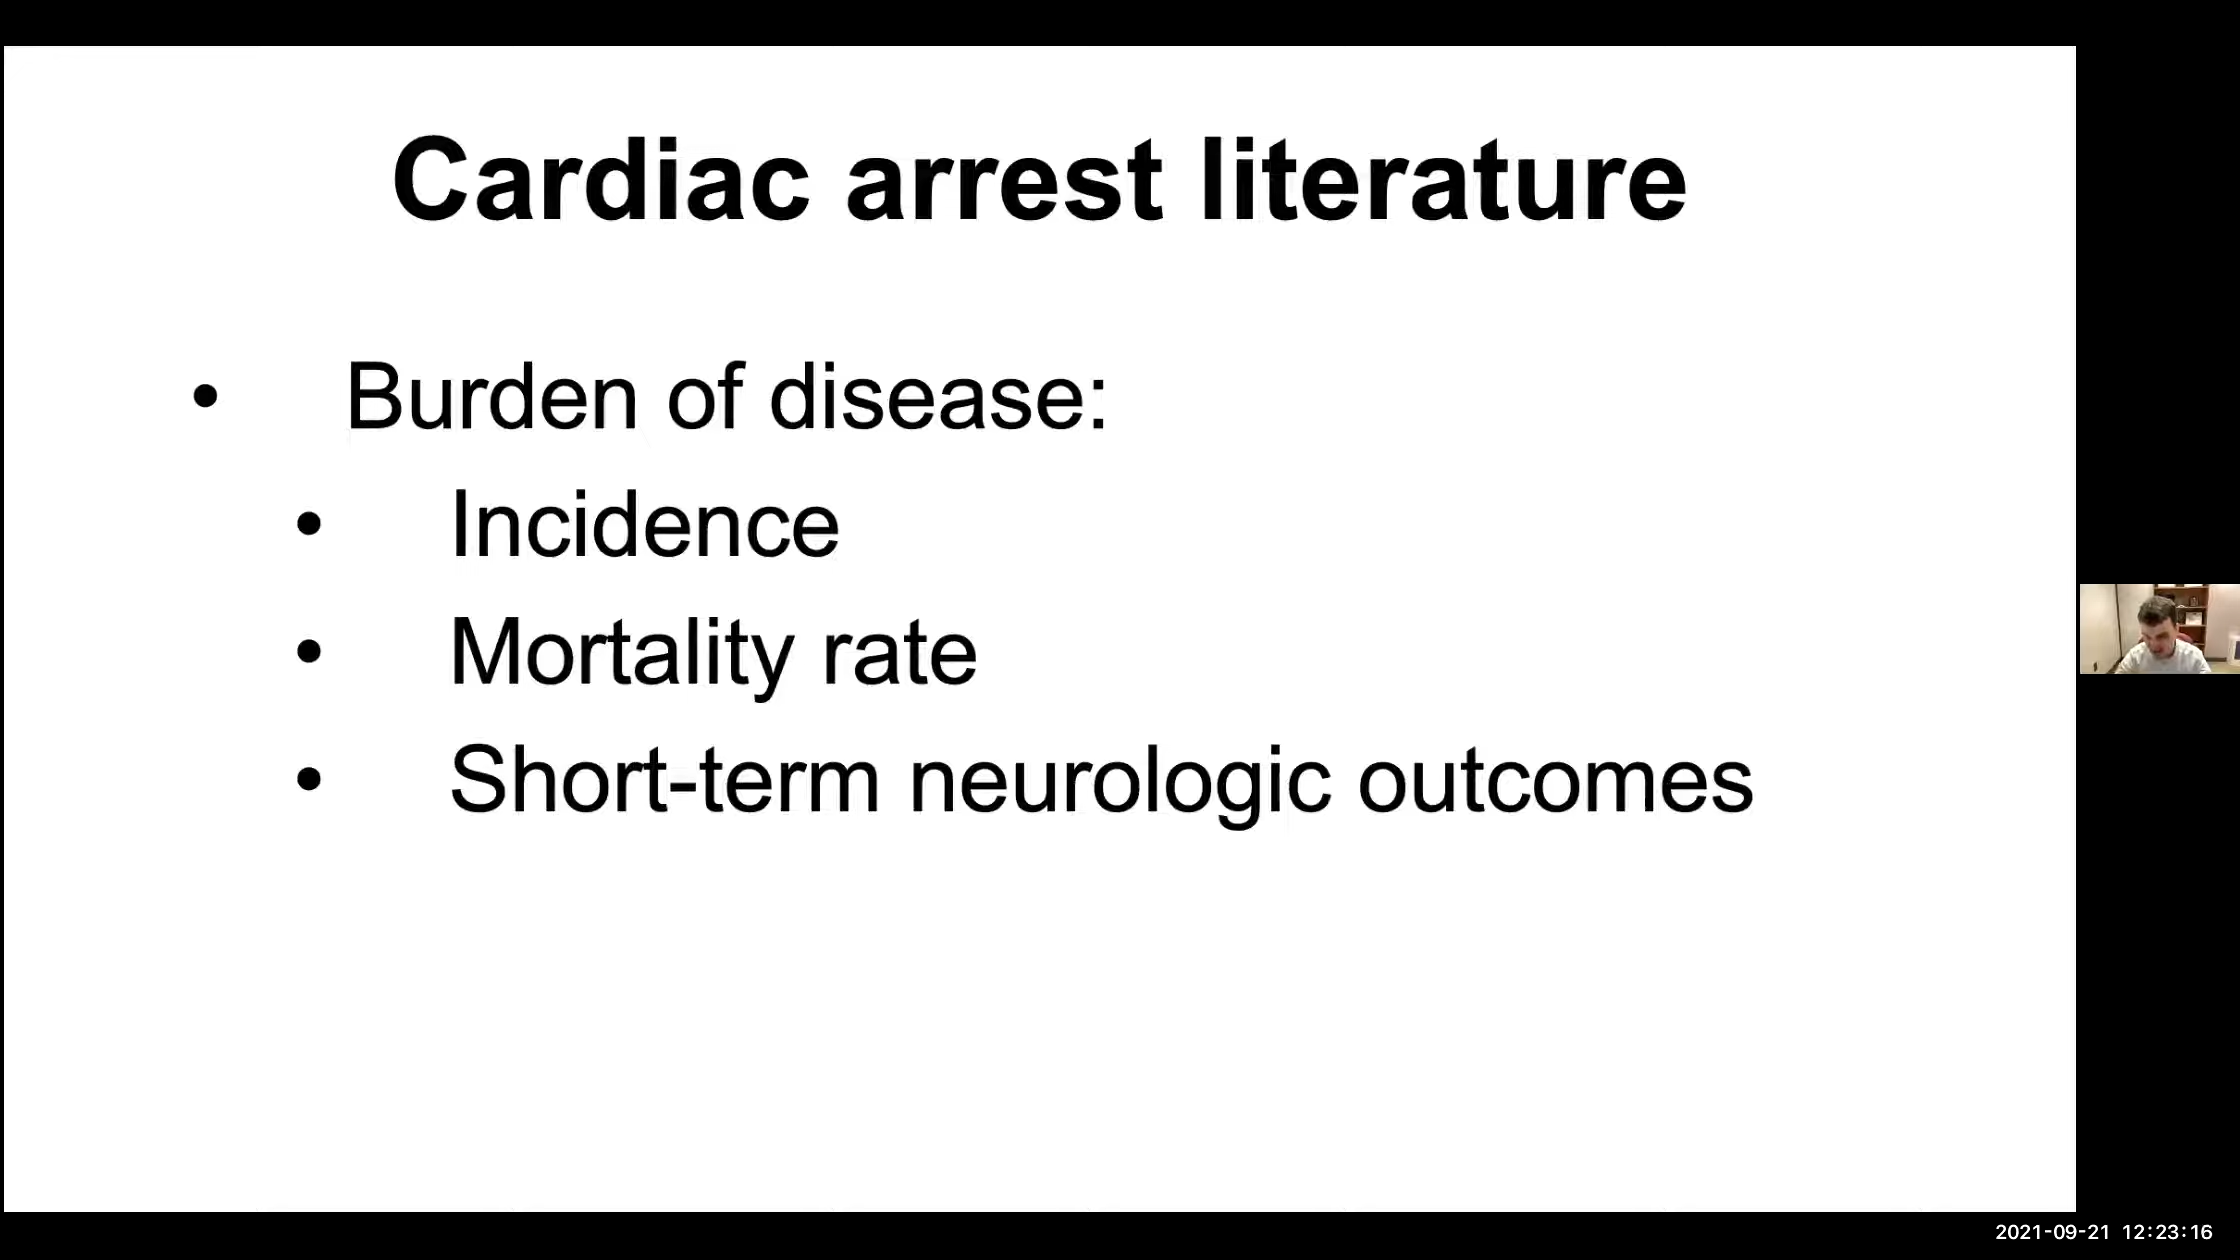 Cardiac arrest literature
• Burden of disease:
• Incidence
• Mortality rate
• Short-term neurologic outcomes
2021-09-21 12:23:16